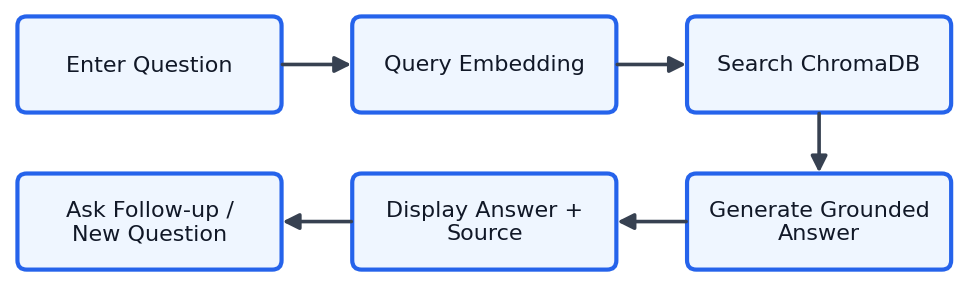 Enter Question
Query Embedding
Search ChromaDB
Generate Grounded
Answer
Display Answer +
Source
Ask Follow-up /
New Question